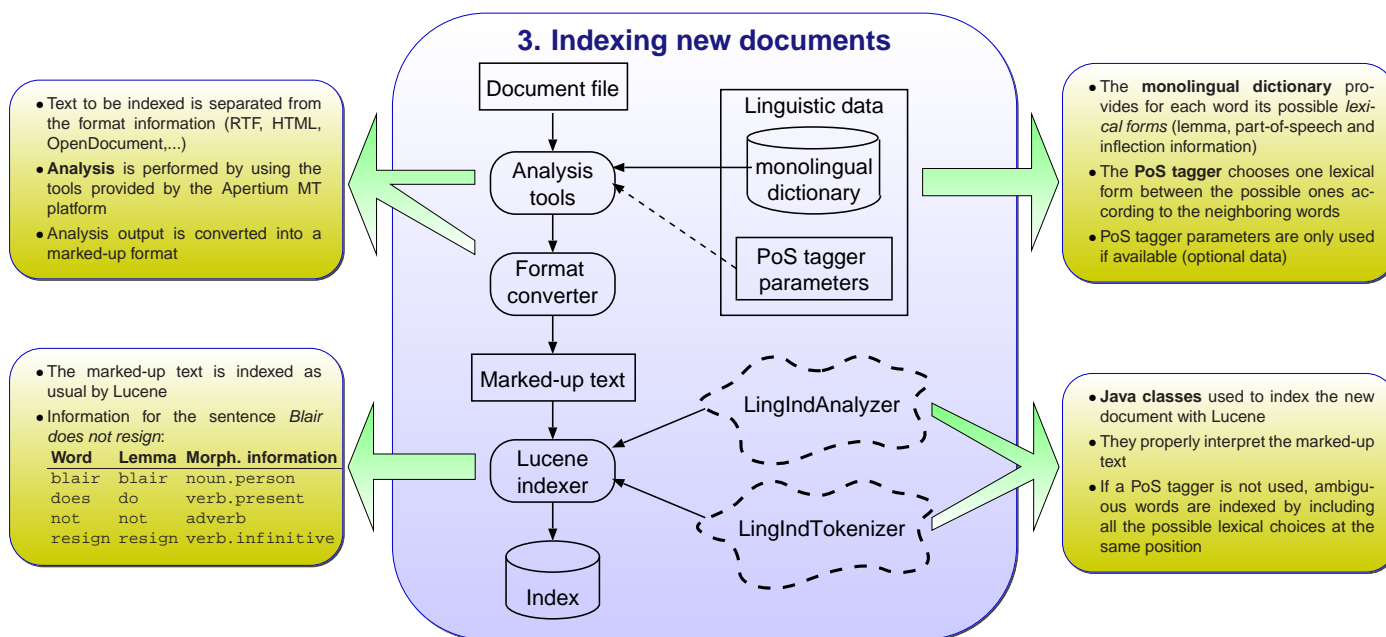 3. Indexing new documents
Document file
Analysis
tools
Format
converter
Marked-up text
Lucene
indexer
Index
Linguistic data
monolingual
dictionary
PoS tagger
parameters
LingIndAnalyzer
LingIndTokenizer
• Text to be indexed is separated from
the format information (RTF, HTML,
OpenDocument,...)
• Analysis is performed by using the
tools provided by the Apertium MT
platform
• Analysis output is converted into a
marked-up format
• The marked-up text is indexed as
usual by Lucene
• Information for the sentence Blair
does not resign:
Word Lemma Morph. information
blair blair noun.person
does do verb.present
not not adverb
resign resign verb.infinitive
• The monolingual dictionary pro-
vides for each word its possible lexi-
cal forms (lemma, part-of-speech and
inflection information)
• The PoS tagger chooses one lexical
form between the possible ones ac-
cording to the neighboring words
• PoS tagger parameters are only used
if available (optional data)
• Java classes used to index the new
document with Lucene
• They properly interpret the marked-up
text
• If a PoS tagger is not used, ambigu-
ous words are indexed by including
all the possible lexical choices at the
same position